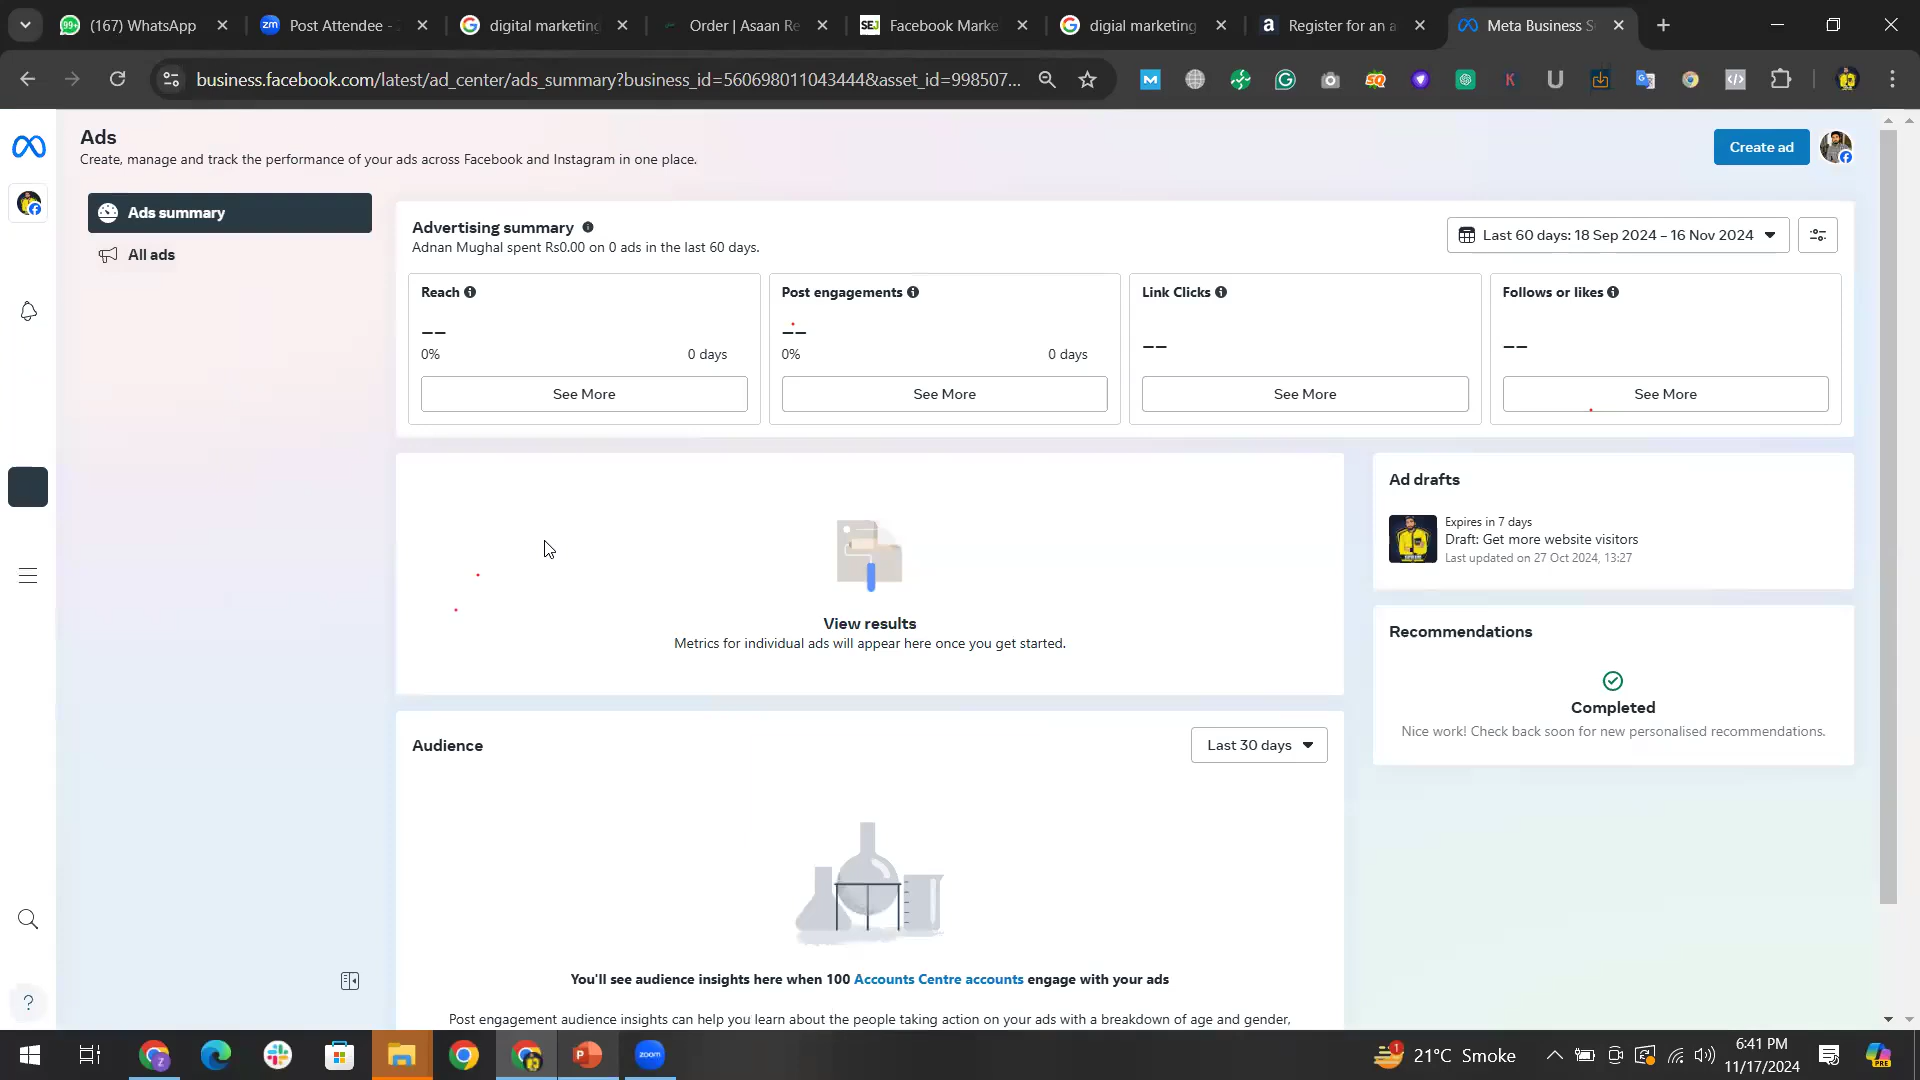 (167) WhatsApp
Post Attendee -
digital marketing
Order | Asaan Re
Facebook Marke
digial marketing
Register for an a
Meta Business S
business.facebook.com/latest/ad_center/ads_summary?business_id=560698011043444&asset_id=998507...
Ads
Create, manage and track the performance of your ads across Facebook and Instagram in one place.
Create ad
Ads summary
All ads
Advertising summary
Adnan Mughal spent Rs0.00 on 0 ads in the last 60 days.
Last 60 days: 18 Sep 2024 – 16 Nov 2024
Reach
--
0% 0 days
See More
Post engagements
--
0% 0 days
See More
Link Clicks
--
See More
Follows or likes
--
See More
View results
Metrics for individual ads will appear here once you get started.
Ad drafts
Expires in 7 days
Draft: Get more website visitors
Last updated on 27 Oct 2024, 13:27
Recommendations
Completed
Nice work! Check back soon for new personalised recommendations.
Audience
Last 30 days
You'll see audience insights here when 100 Accounts Centre accounts engage with your ads
Post engagement audience insights can help you learn about the people taking action on your ads with a breakdown of age and gender,
21°C Smoke
6:41 PM
11/17/2024